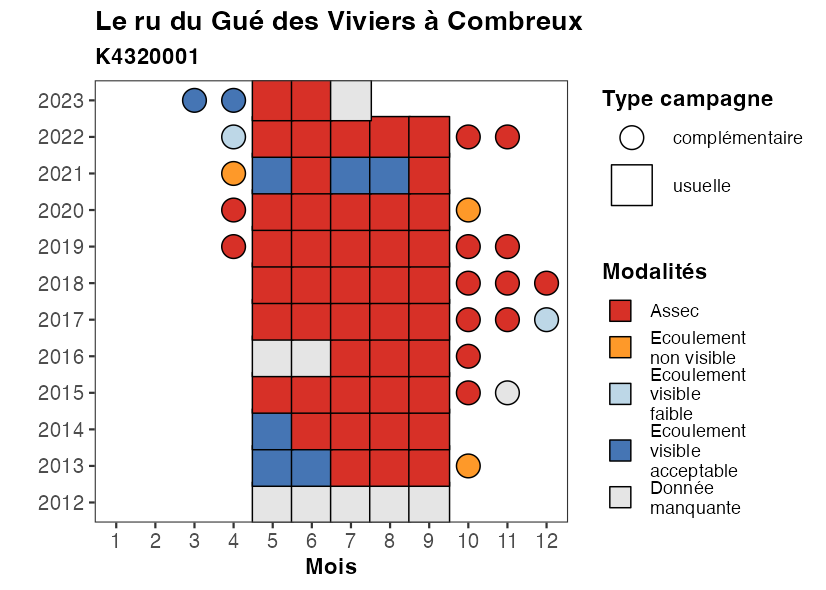 Le ru du Gué des Viviers à Combreux
K4320001
2023
2022
2021
2020
2019
2018
2017
2016
2015
2014
2013
2012
1 2 3 4 5 6 7 8 9 10 11 12
Mois
Type campagne
complémentaire
usuelle
Modalités
Assec
Ecoulement
non visible
Ecoulement
visible
faible
Ecoulement
visible
acceptable
Donnée
manquante